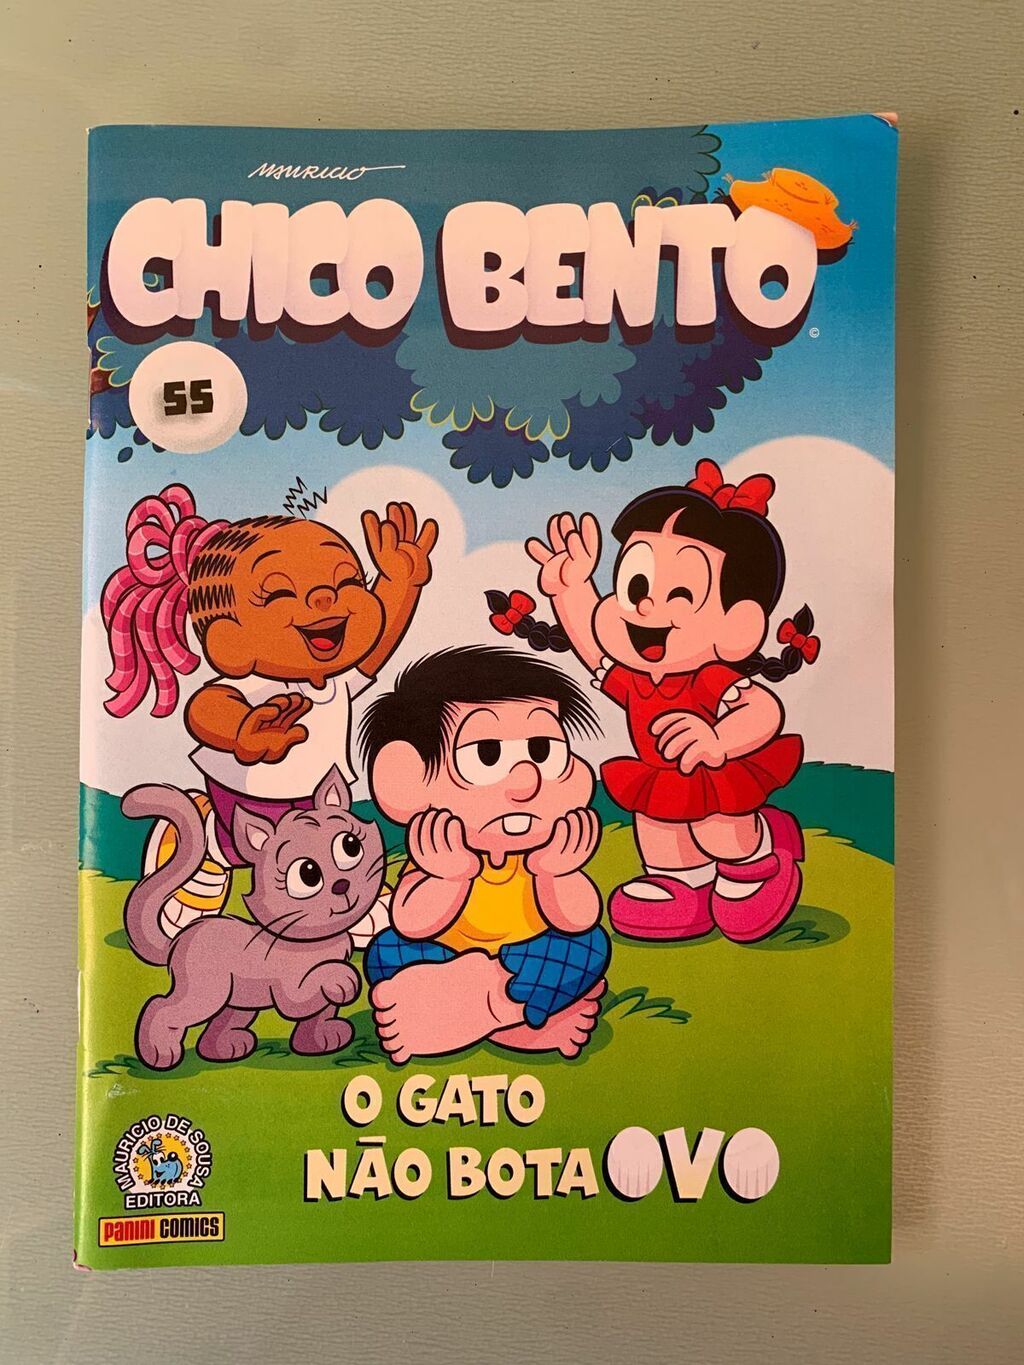 MAURICIO
CHICO BENTO
©
55
O GATO
NÃO BOTA OVO
MAURICIO DE SOUSA
EDITORA
PANINI COMICS